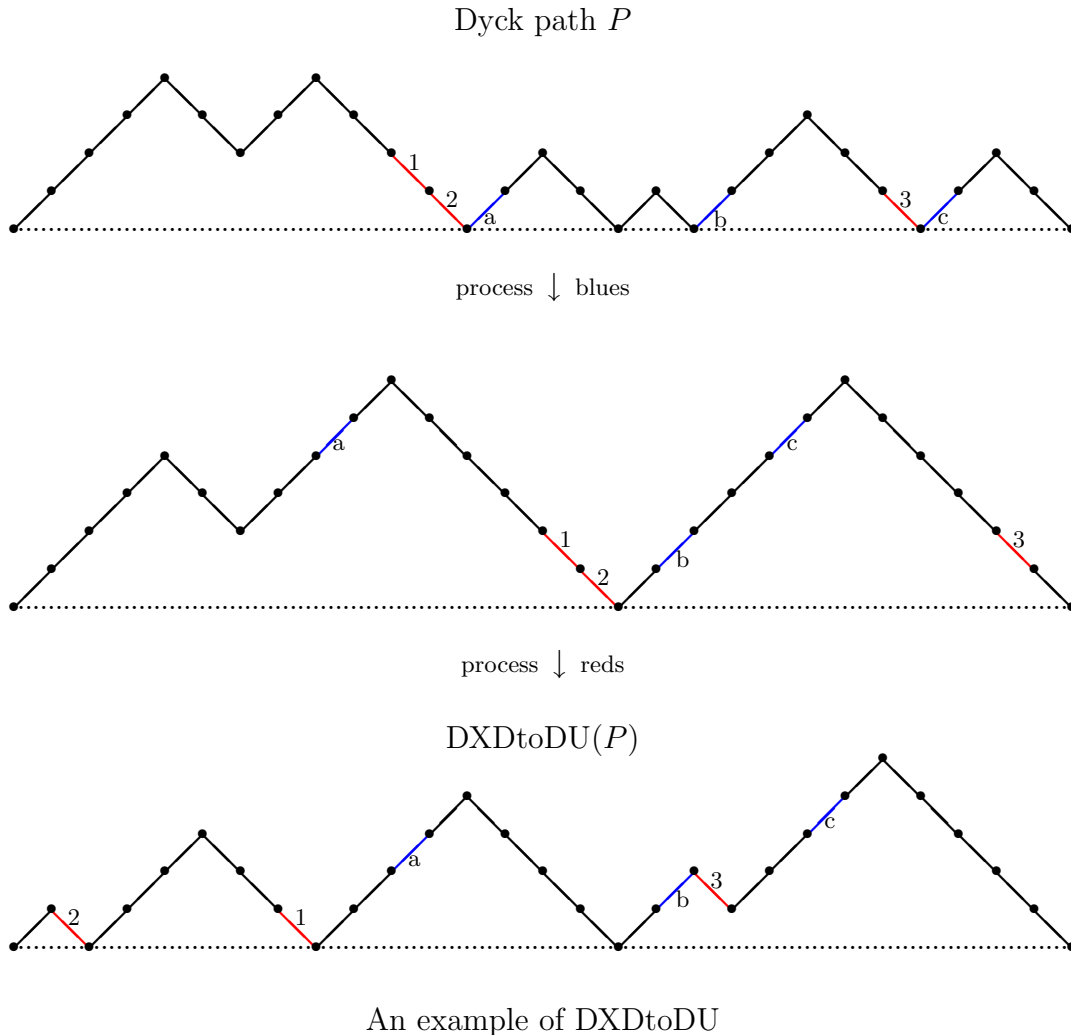 Dyck path P
1
2
a
b
3
c
process ↓ blues
a
1
2
b
c
3
process ↓ reds
DXDtoDU(P)
2
1
a
b
3
c
An example of DXDtoDU